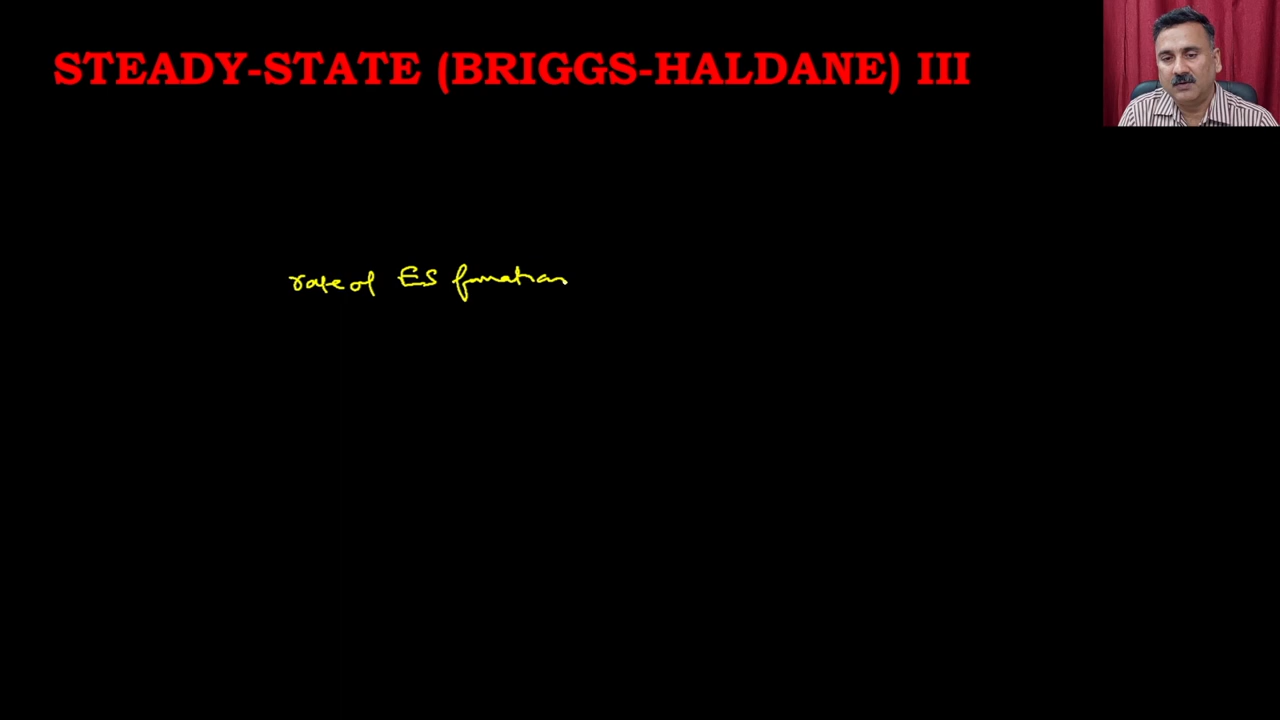 STEADY-STATE (BRIGGS-HALDANE) III
rate of ES formation